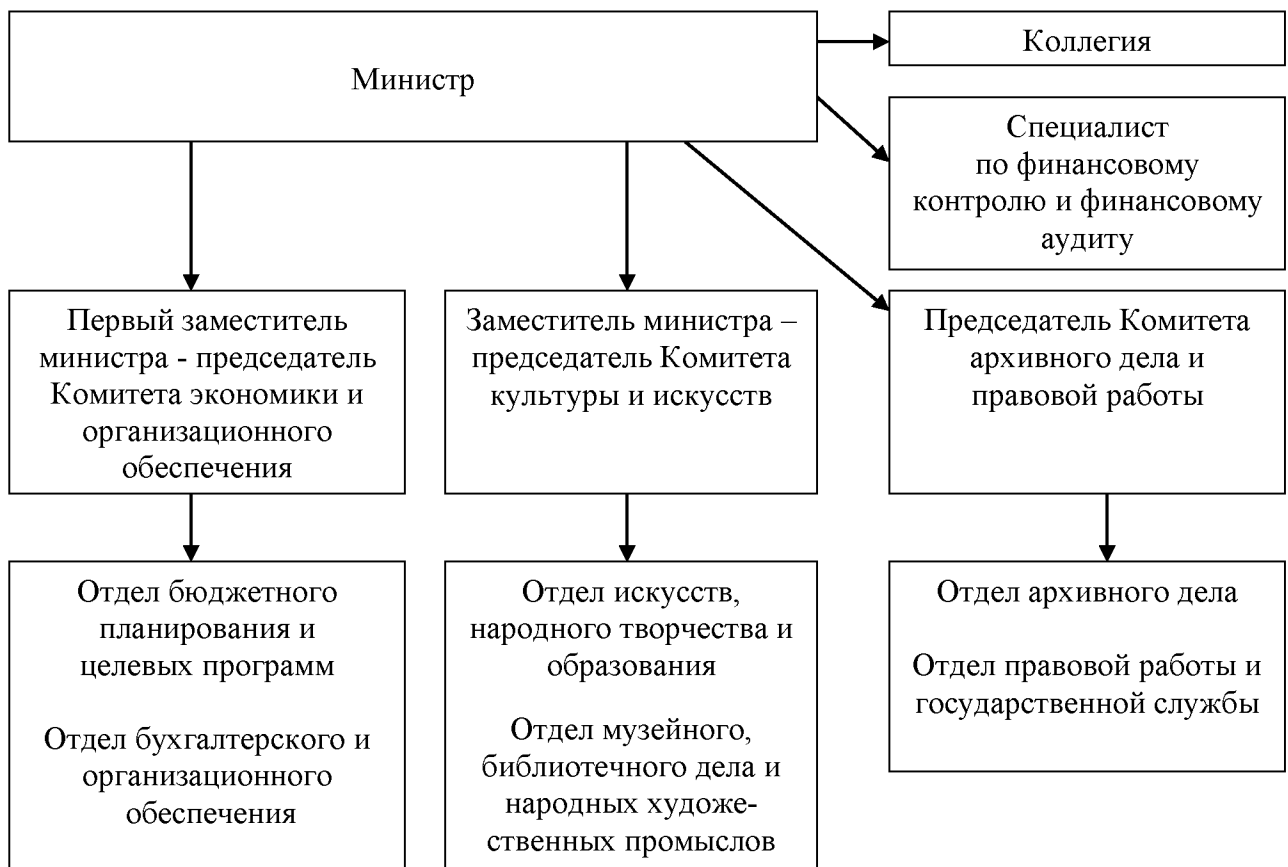 Министр
Коллегия
Специалист
по финансовому
контролю и финансовому
аудиту
Первый заместитель
министра - председатель
Комитета экономики и
организационного
обеспечения
Заместитель министра –
председатель Комитета
культуры и искусств
Председатель Комитета
архивного дела и
правовой работы
Отдел бюджетного
планирования и
целевых программ
Отдел бухгалтерского и
организационного
обеспечения
Отдел искусств,
народного творчества и
образования
Отдел музейного,
библиотечного дела и
народных художе-
ственных промыслов
Отдел архивного дела
Отдел правовой работы и
государственной службы